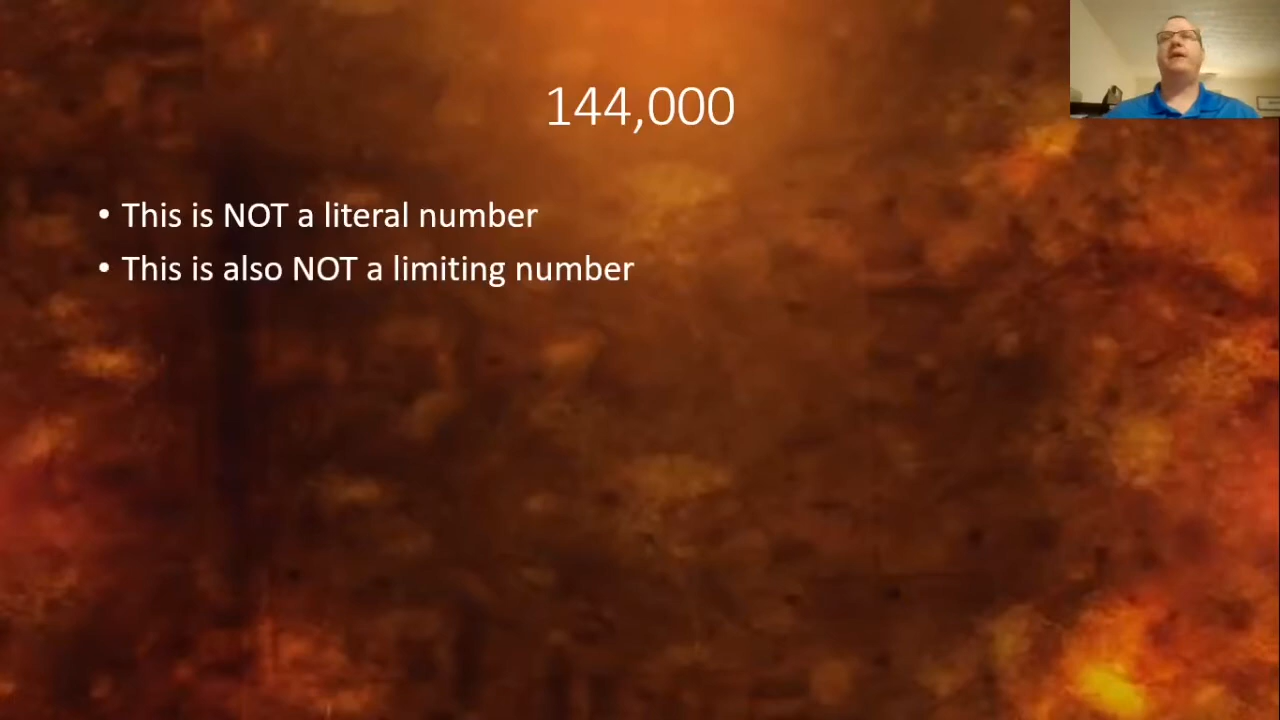 144,000
• This is NOT a literal number
• This is also NOT a limiting number